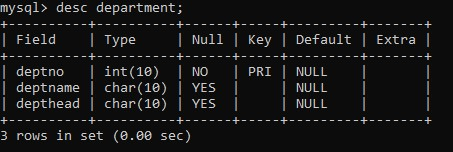 mysql> desc department;
+----------+----------+------+-----+---------+-------+
| Field    | Type     | Null | Key | Default | Extra |
+----------+----------+------+-----+---------+-------+
| deptno   | int(10)  | NO   | PRI | NULL    |       |
| deptname | char(10) | YES  |     | NULL    |       |
| depthead | char(10) | YES  |     | NULL    |       |
+----------+----------+------+-----+---------+-------+
3 rows in set (0.00 sec)